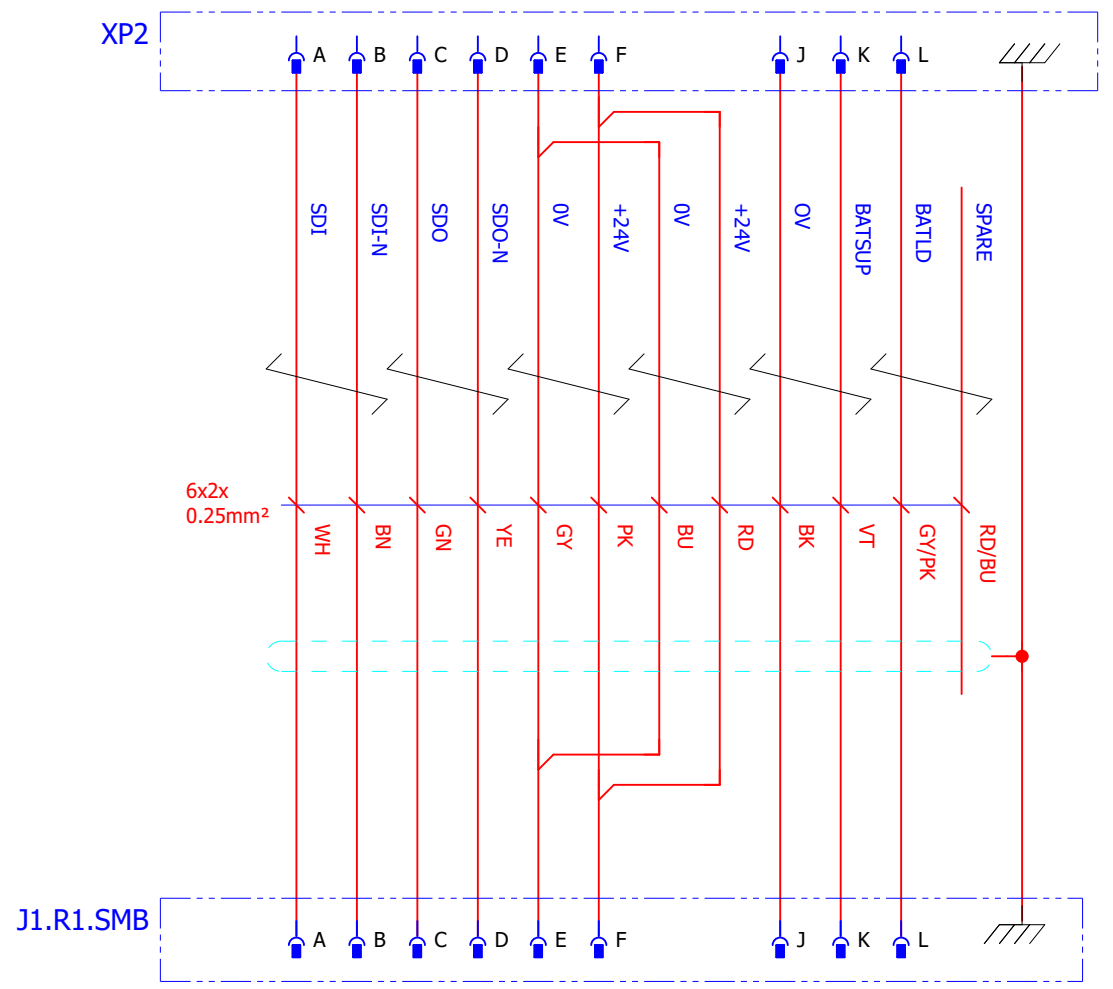 XP2
A B C D E F J K L
SDI
SDI-N
SDO
SDO-N
0V
+24V
0V
+24V
OV
BATSUP
BATLD
SPARE
6x2x
0.25mm²
WH
BN
GN
YE
GY
PK
BU
RD
BK
VT
GY/PK
RD/BU
J1.R1.SMB
A B C D E F J K L